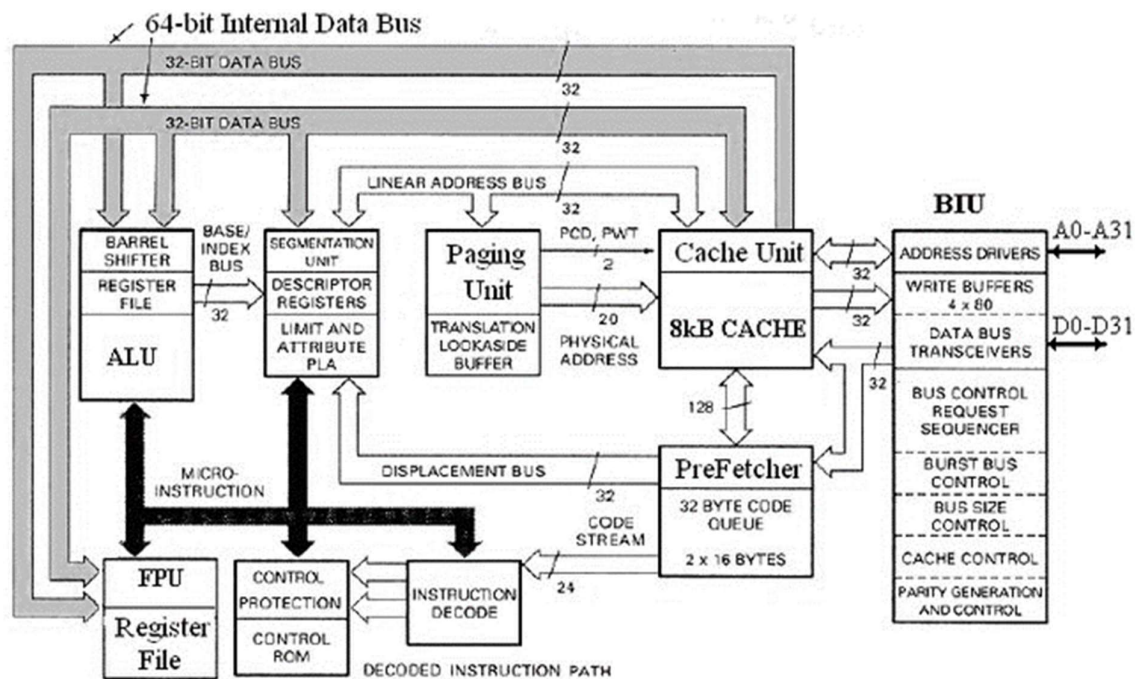 64-bit Internal Data Bus
32-BIT DATA BUS
32
32-BIT DATA BUS
32
32
LINEAR ADDRESS BUS
32
BARREL
SHIFTER
REGISTER
FILE
ALU
BASE/
INDEX
BUS
32
SEGMENTATION
UNIT
DESCRIPTOR
REGISTERS
LIMIT AND
ATTRIBUTE
PLA
Paging
Unit
TRANSLATION
LOOKASIDE
BUFFER
PCD, PWT
2
20
PHYSICAL
ADDRESS
Cache Unit
8kB CACHE
32
32
32
BIU
ADDRESS DRIVERS
WRITE BUFFERS
4 x 80
DATA BUS
TRANSCEIVERS
BUS CONTROL
REQUEST
SEQUENCER
BURST BUS
CONTROL
BUS SIZE
CONTROL
CACHE CONTROL
PARITY GENERATION
AND CONTROL
A0-A31
D0-D31
128
PreFetcher
32 BYTE CODE
QUEUE
2 x 16 BYTES
DISPLACEMENT BUS
32
MICRO-
INSTRUCTION
CODE
STREAM
24
FPU
Register
File
CONTROL
PROTECTION
CONTROL
ROM
INSTRUCTION
DECODE
DECODED INSTRUCTION PATH